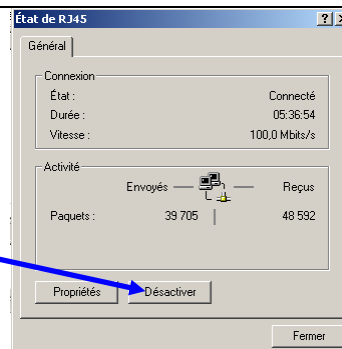 État de RJ45
Général
Connexion
État : Connecté
Durée : 05:36:54
Vitesse : 100,0 Mbits/s
Activité
Envoyés Reçus
Paquets : 39 705 48 592
Propriétés Désactiver
Fermer